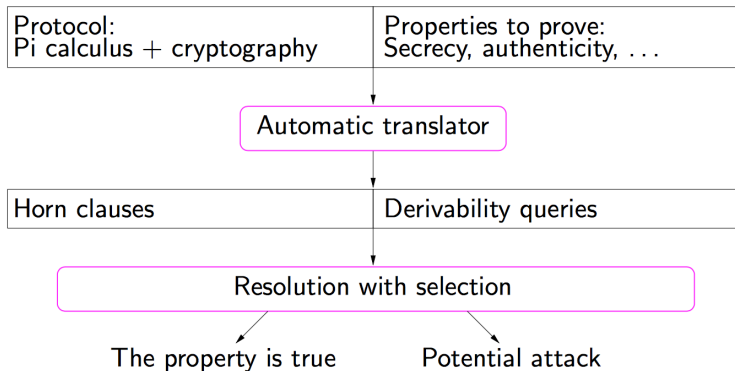 Protocol:
Pi calculus + cryptography
Properties to prove:
Secrecy, authenticity, . . .
Automatic translator
Horn clauses
Derivability queries
Resolution with selection
The property is true
Potential attack